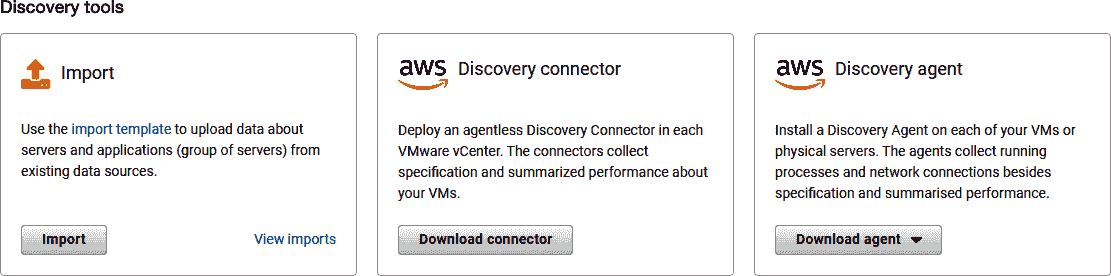 Discovery tools
Import
Use the import template to upload data about
servers and applications (group of servers) from
existing data sources.
Import
View imports
aws Discovery connector
Deploy an agentless Discovery Connector in each
VMware vCenter. The connectors collect
specification and summarized performance about
your VMs.
Download connector
aws Discovery agent
Install a Discovery Agent on each of your VMs or
physical servers. The agents collect running
processes and network connections besides
specification and summarised performance.
Download agent